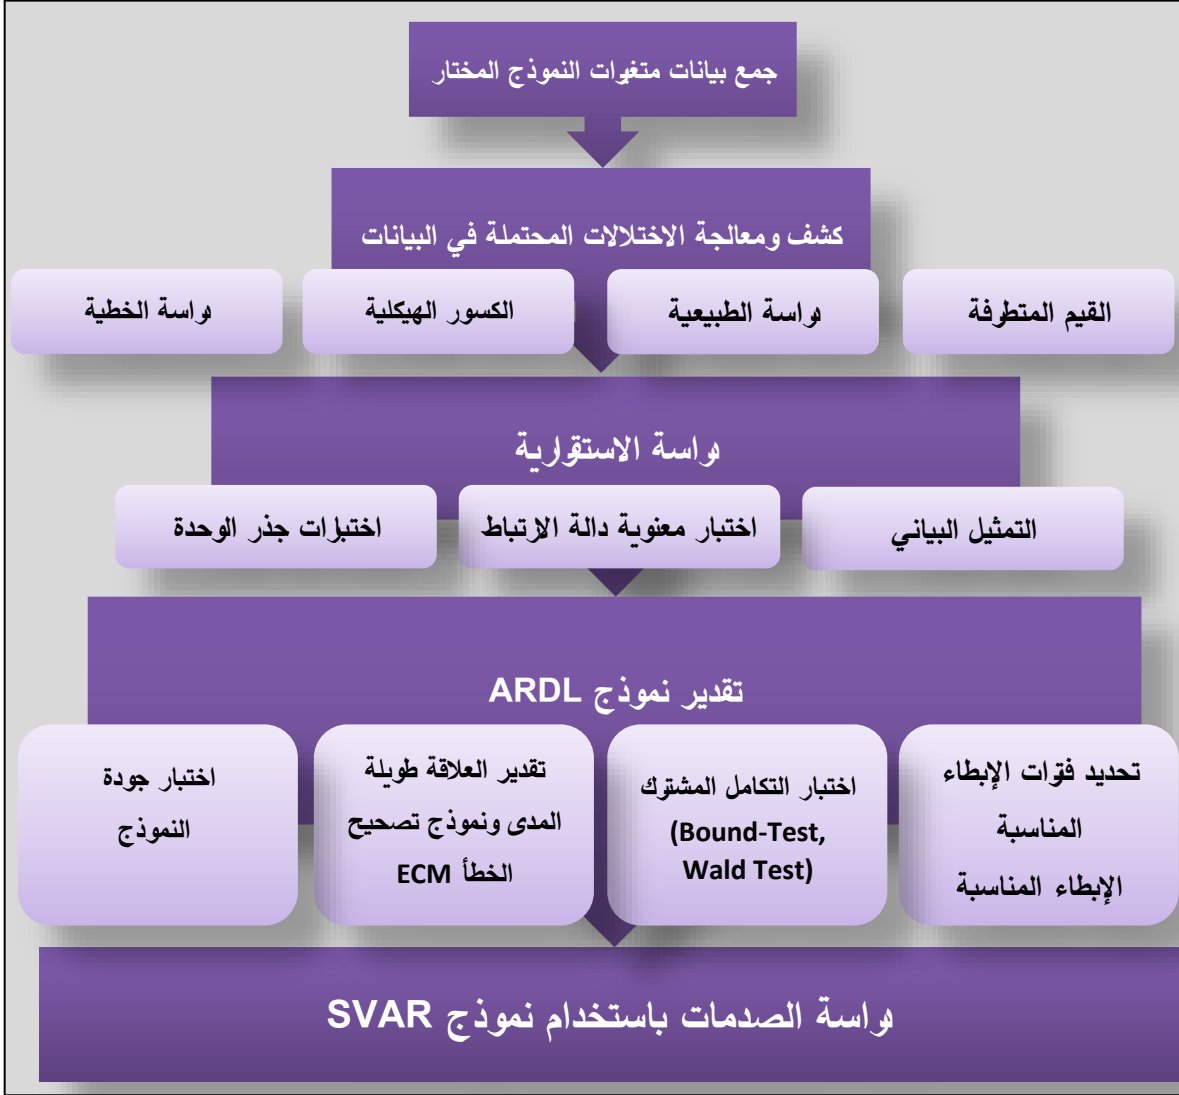 جمع بيانات متغيرات النموذج المختار
كشف ومعالجة الاختلالات المحتملة في البيانات
القيم المتطرفة
دراسة الطبيعية
الكسور الهيكلية
دراسة الخطية
دراسة الاستقرارية
التمثيل البياني
اختبار معنوية دالة الارتباط
اختبارات جذر الوحدة
تقدير نموذج ARDL
تحديد فترات الإبطاء
المناسبة
الإبطاء المناسبة
اختبار التكامل المشترك
(Bound-Test,
Wald Test)
تقدير العلاقة طويلة
المدى ونموذج تصحيح
الخطأ ECM
اختبار جودة
النموذج
دراسة الصدمات باستخدام نموذج SVAR